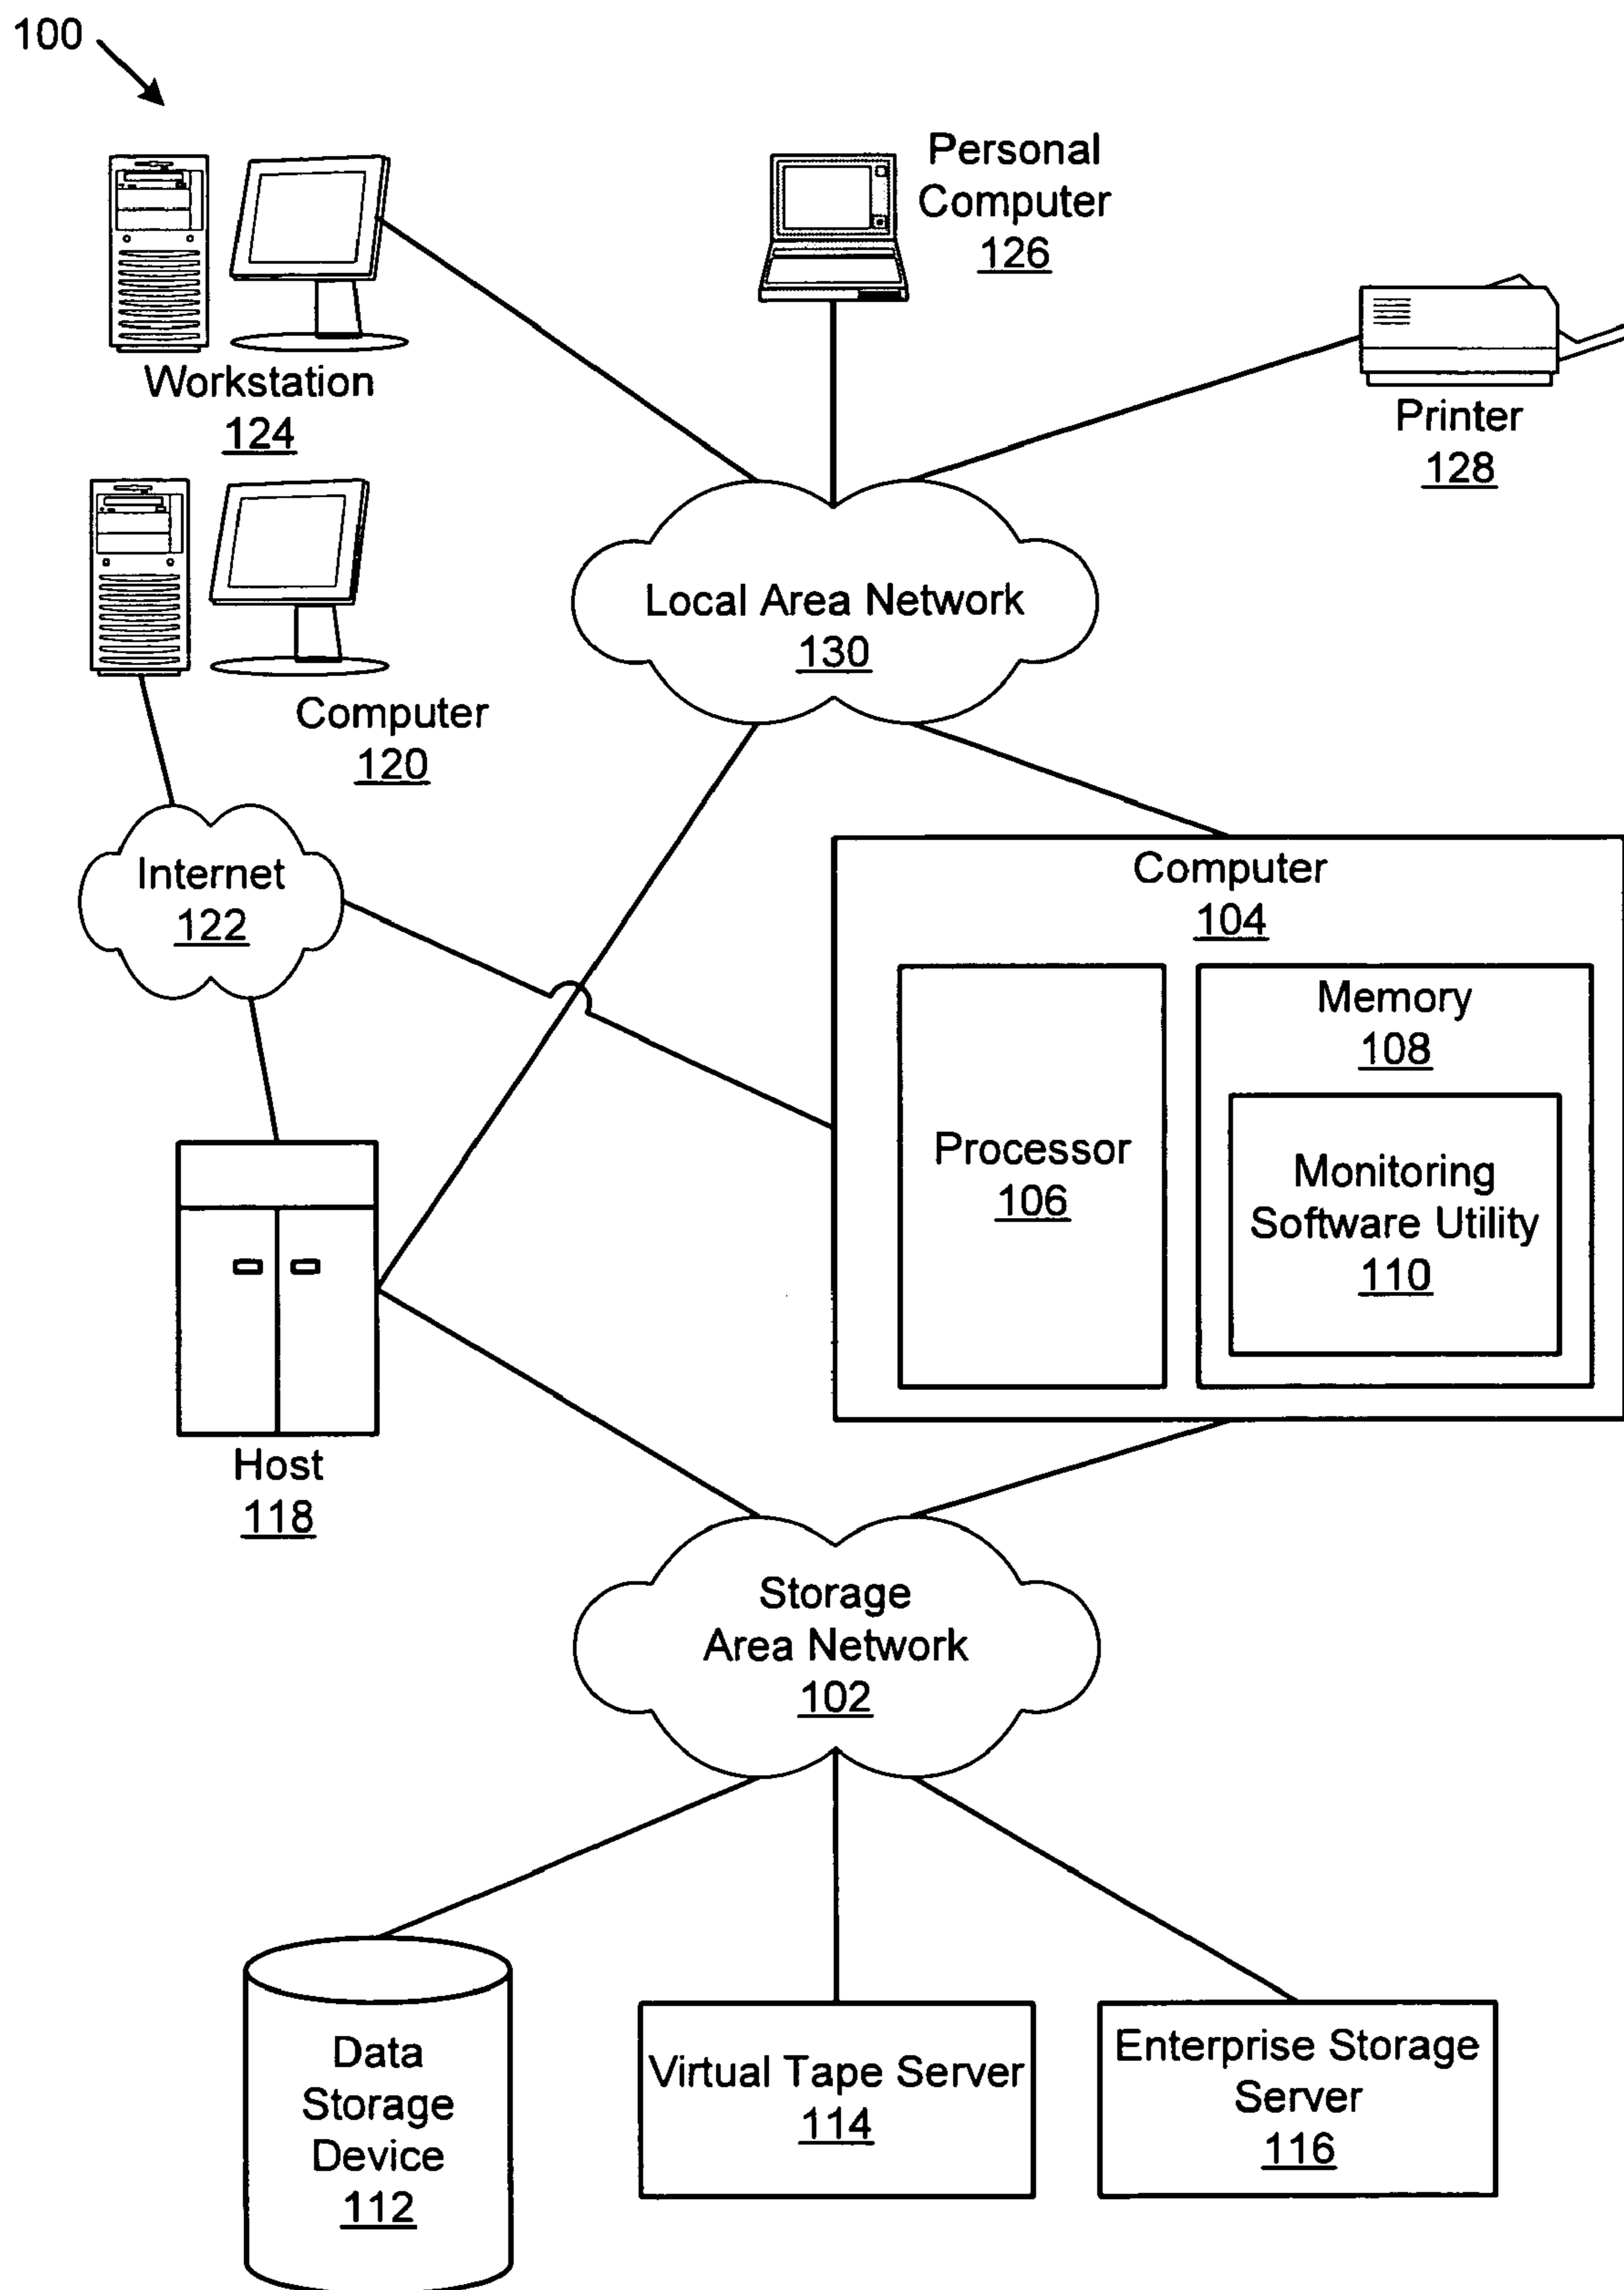 100
Personal
Computer
126
Workstation
124
Printer
128
Local Area Network
130
Computer
120
Internet
122
Computer
104
Processor
106
Memory
108
Monitoring
Software Utility
110
Host
118
Storage
Area Network
102
Data
Storage
Device
112
Virtual Tape Server
114
Enterprise Storage
Server
116